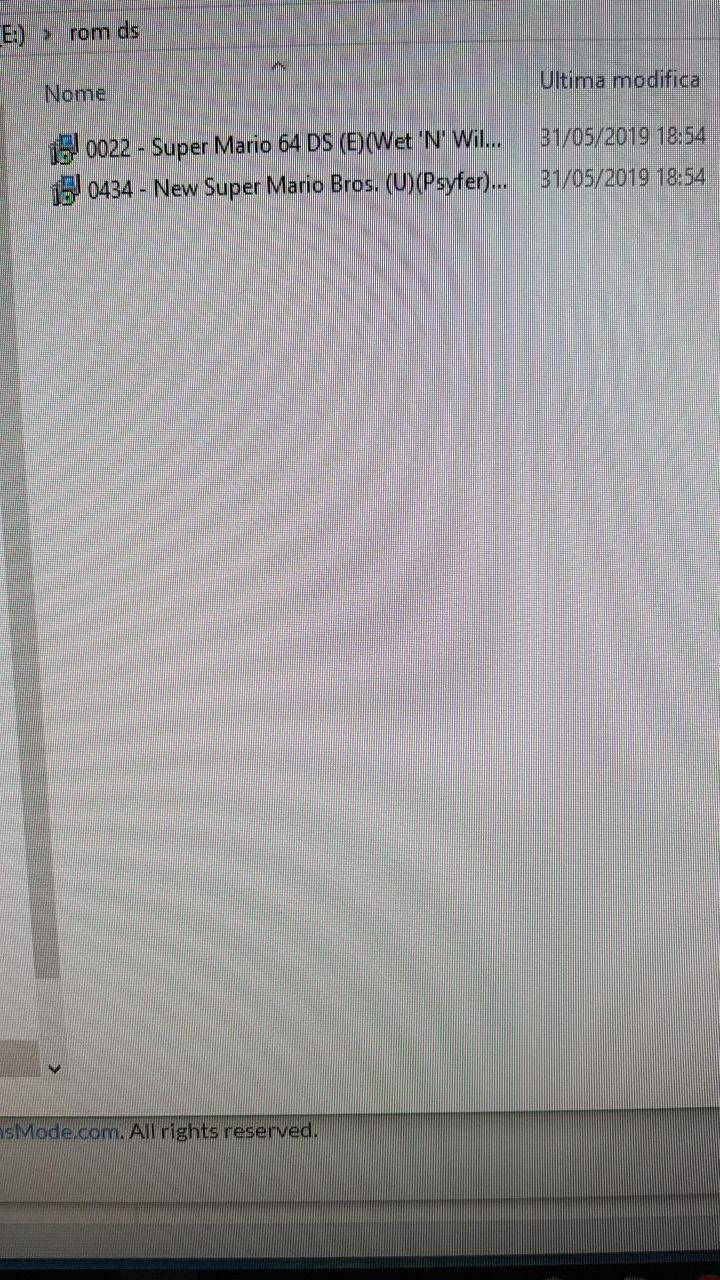 E:) > rom ds
Nome
Ultima modifica
0022 - Super Mario 64 DS (E)(Wet 'N' Wil...
31/05/2019 18:54
0434 - New Super Mario Bros. (U)(Psyfer)...
31/05/2019 18:54
nsMode.com. All rights reserved.